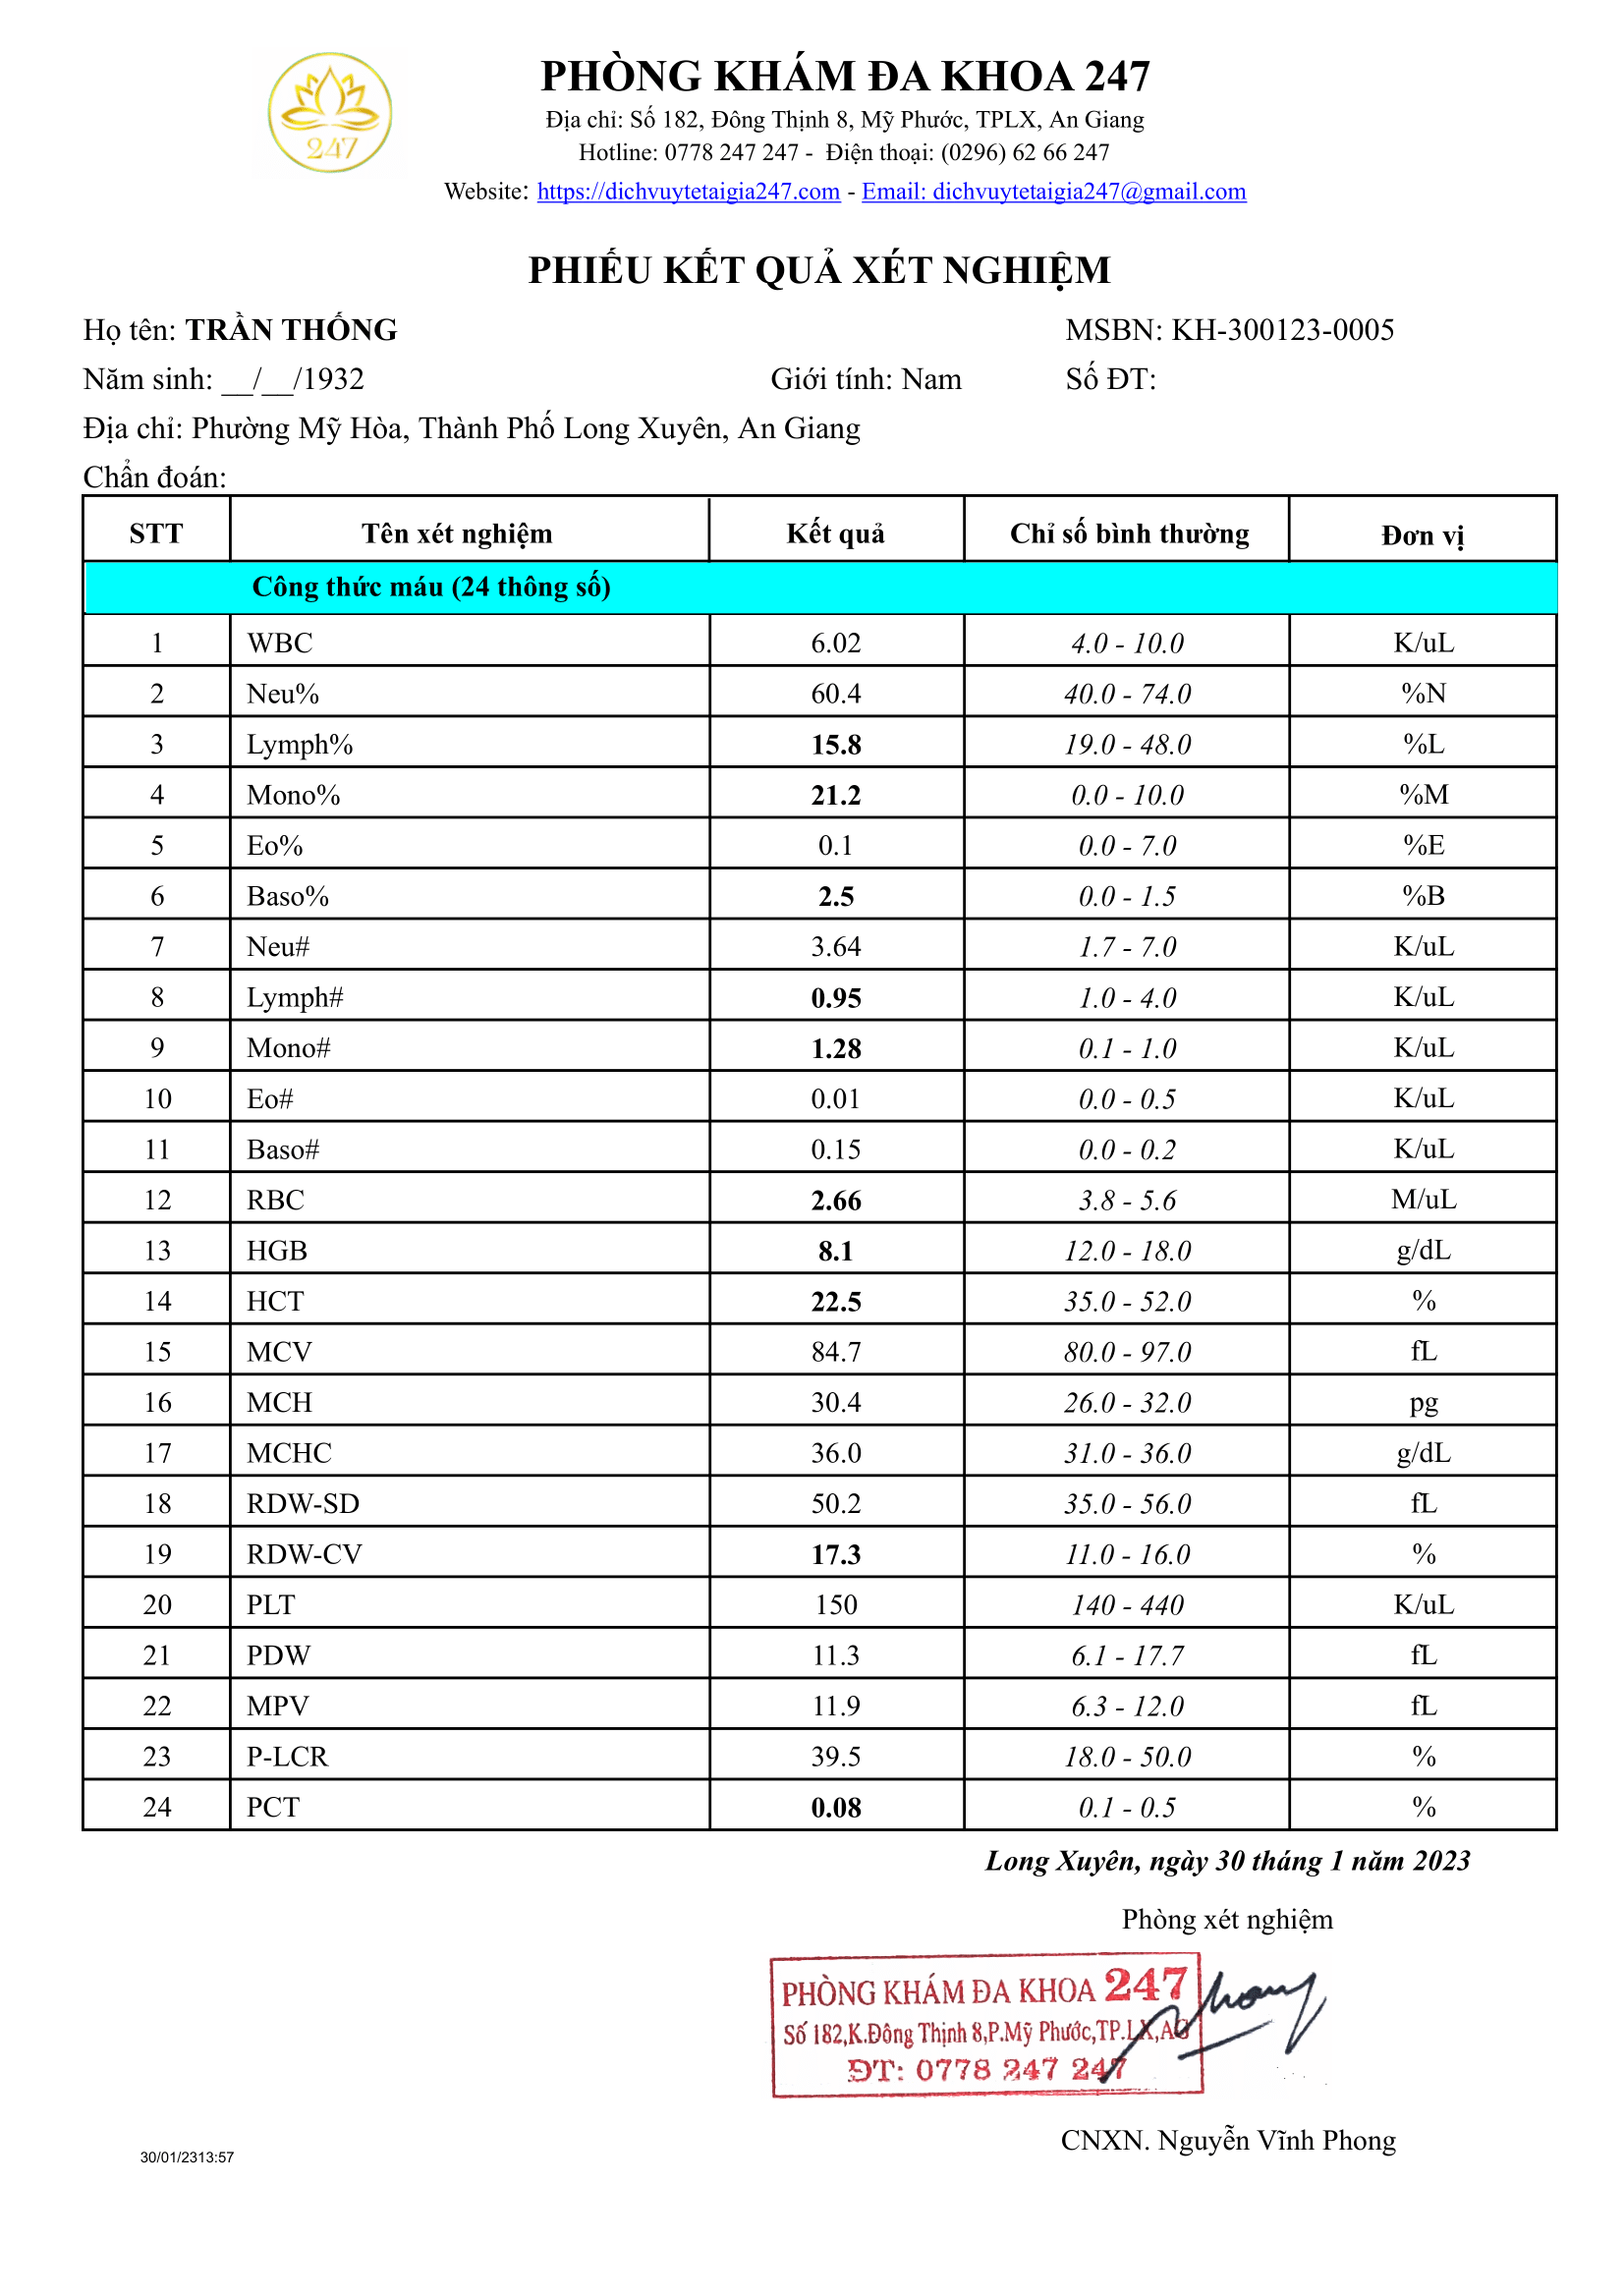 247
PHÒNG KHÁM ĐA KHOA 247
Địa chỉ: Số 182, Đông Thịnh 8, Mỹ Phước, TPLX, An Giang
Hotline: 0778 247 247 - Điện thoại: (0296) 62 66 247
Website: https://dichvuytetaigia247.com - Email: dichvuytetaigia247@gmail.com
PHIẾU KẾT QUẢ XÉT NGHIỆM
Họ tên: TRẦN THỐNG MSBN: KH-300123-0005
Năm sinh: __/__/1932 Giới tính: Nam Số ĐT:
Địa chỉ: Phường Mỹ Hòa, Thành Phố Long Xuyên, An Giang
Chẩn đoán:
STT Tên xét nghiệm Kết quả Chỉ số bình thường Đơn vị
Công thức máu (24 thông số)
1 WBC 6.02 4.0 - 10.0 K/uL
2 Neu% 60.4 40.0 - 74.0 %N
3 Lymph% 15.8 19.0 - 48.0 %L
4 Mono% 21.2 0.0 - 10.0 %M
5 Eo% 0.1 0.0 - 7.0 %E
6 Baso% 2.5 0.0 - 1.5 %B
7 Neu# 3.64 1.7 - 7.0 K/uL
8 Lymph# 0.95 1.0 - 4.0 K/uL
9 Mono# 1.28 0.1 - 1.0 K/uL
10 Eo# 0.01 0.0 - 0.5 K/uL
11 Baso# 0.15 0.0 - 0.2 K/uL
12 RBC 2.66 3.8 - 5.6 M/uL
13 HGB 8.1 12.0 - 18.0 g/dL
14 HCT 22.5 35.0 - 52.0 %
15 MCV 84.7 80.0 - 97.0 fL
16 MCH 30.4 26.0 - 32.0 pg
17 MCHC 36.0 31.0 - 36.0 g/dL
18 RDW-SD 50.2 35.0 - 56.0 fL
19 RDW-CV 17.3 11.0 - 16.0 %
20 PLT 150 140 - 440 K/uL
21 PDW 11.3 6.1 - 17.7 fL
22 MPV 11.9 6.3 - 12.0 fL
23 P-LCR 39.5 18.0 - 50.0 %
24 PCT 0.08 0.1 - 0.5 %
Long Xuyên, ngày 30 tháng 1 năm 2023
Phòng xét nghiệm
PHÒNG KHÁM ĐA KHOA 247
Số 182,K.Đông Thịnh 8,P.Mỹ Phước,TP.LX,AG
ĐT: 0778 247 247
CNXN. Nguyễn Vĩnh Phong
30/01/2313:57